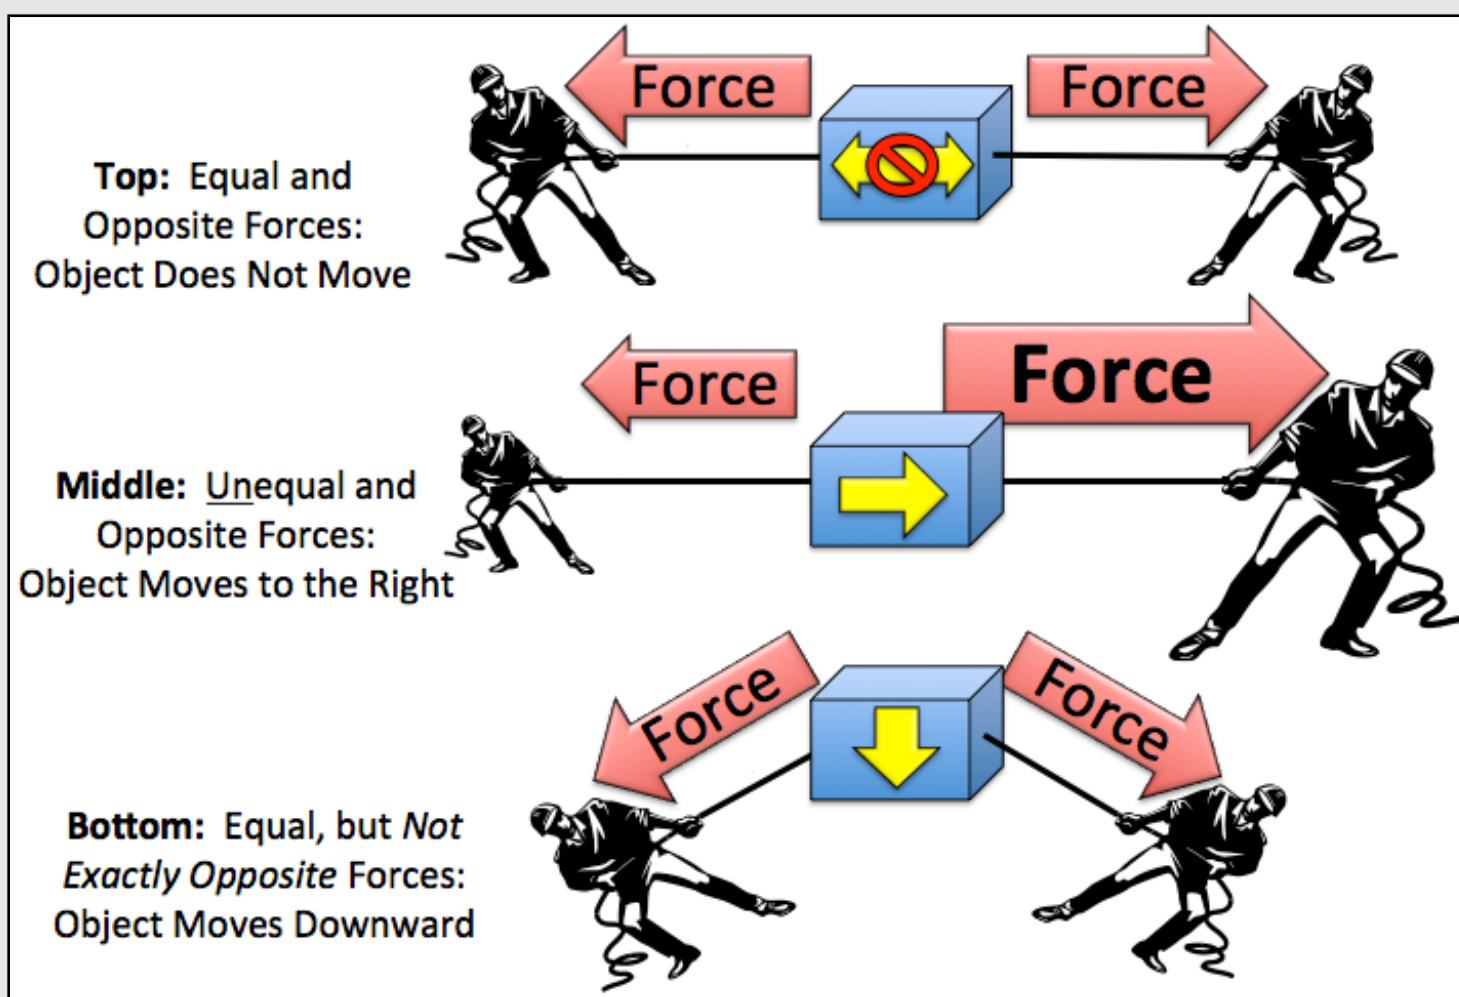 Force
Force
Top: Equal and
Opposite Forces:
Object Does Not Move
Force
Force
Middle: Unequal and
Opposite Forces:
Object Moves to the Right
Force
Force
Bottom: Equal, but Not
Exactly Opposite Forces:
Object Moves Downward